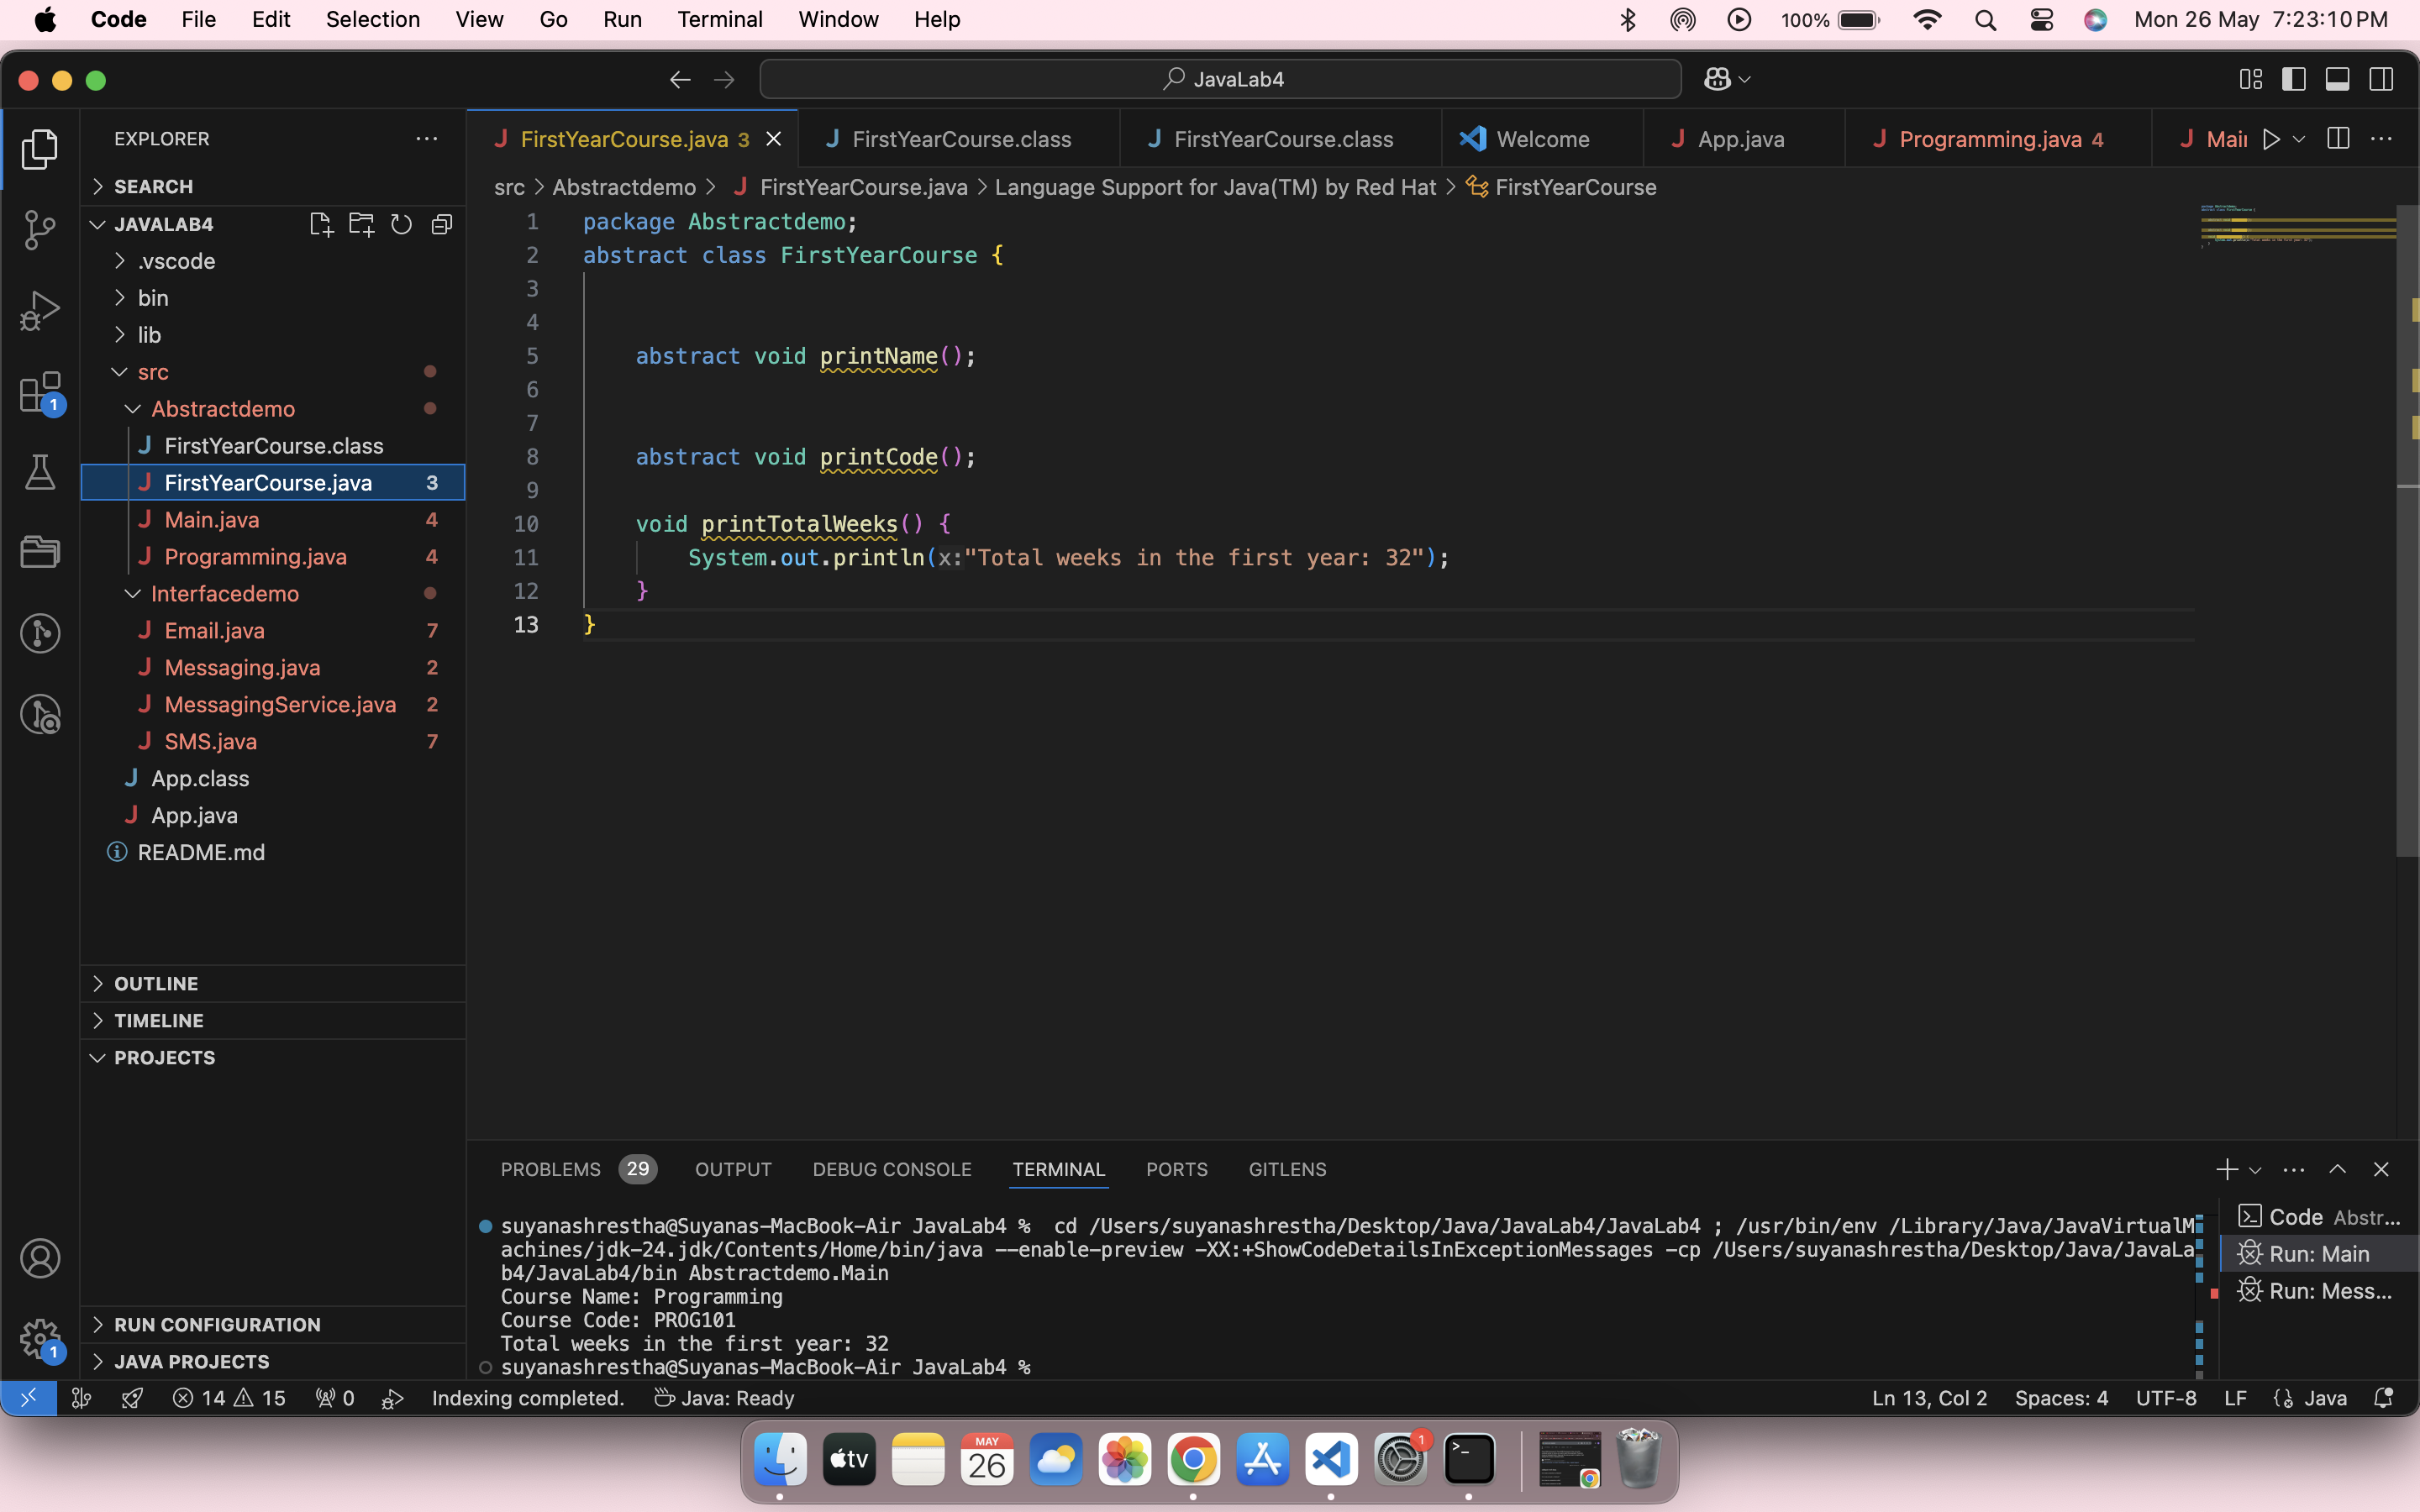 Code File Edit Selection View Go Run Terminal Window Help 100% Mon 26 May 7:23:10 PM
JavaLab4
EXPLORER
SEARCH
JAVALAB4
.vscode
bin
lib
src
Abstractdemo
FirstYearCourse.class
FirstYearCourse.java 3
Main.java 4
Programming.java 4
Interfacedemo
Email.java 7
Messaging.java 2
MessagingService.java 2
SMS.java 7
App.class
App.java
README.md
OUTLINE
TIMELINE
PROJECTS
RUN CONFIGURATION
JAVA PROJECTS
1
1
FirstYearCourse.java 3 FirstYearCourse.class FirstYearCourse.class Welcome App.java Programming.java 4 Mai
src > Abstractdemo > FirstYearCourse.java > Language Support for Java(TM) by Red Hat > FirstYearCourse
1 package Abstractdemo;
2 abstract class FirstYearCourse {
3
4
5 abstract void printName();
6
7
8 abstract void printCode();
9
10 void printTotalWeeks() {
11 System.out.println(x:"Total weeks in the first year: 32");
12 }
13 }
PROBLEMS 29 OUTPUT DEBUG CONSOLE TERMINAL PORTS GITLENS
suyanashrestha@Suyanas-MacBook-Air JavaLab4 % cd /Users/suyanashrestha/Desktop/Java/JavaLab4/JavaLab4 ; /usr/bin/env /Library/Java/JavaVirtualM
achines/jdk-24.jdk/Contents/Home/bin/java --enable-preview -XX:+ShowCodeDetailsInExceptionMessages -cp /Users/suyanashrestha/Desktop/Java/JavaLa
b4/JavaLab4/bin Abstractdemo.Main
Course Name: Programming
Course Code: PROG101
Total weeks in the first year: 32
suyanashrestha@Suyanas-MacBook-Air JavaLab4 %
Code Abstr...
Run: Main
Run: Mess...
14 15 0 Indexing completed. Java: Ready Ln 13, Col 2 Spaces: 4 UTF-8 LF Java
tv
MAY
26
1